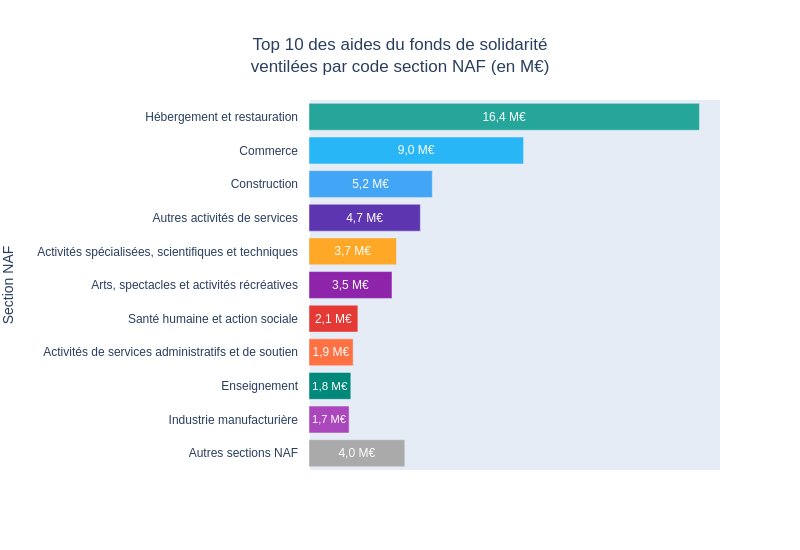 Top 10 des aides du fonds de solidarité
ventilées par code section NAF (en M€)
Section NAF
Hébergement et restauration 16,4 M€
Commerce 9,0 M€
Construction 5,2 M€
Autres activités de services 4,7 M€
Activités spécialisées, scientifiques et techniques 3,7 M€
Arts, spectacles et activités récréatives 3,5 M€
Santé humaine et action sociale 2,1 M€
Activités de services administratifs et de soutien 1,9 M€
Enseignement 1,8 M€
Industrie manufacturière 1,7 M€
Autres sections NAF 4,0 M€